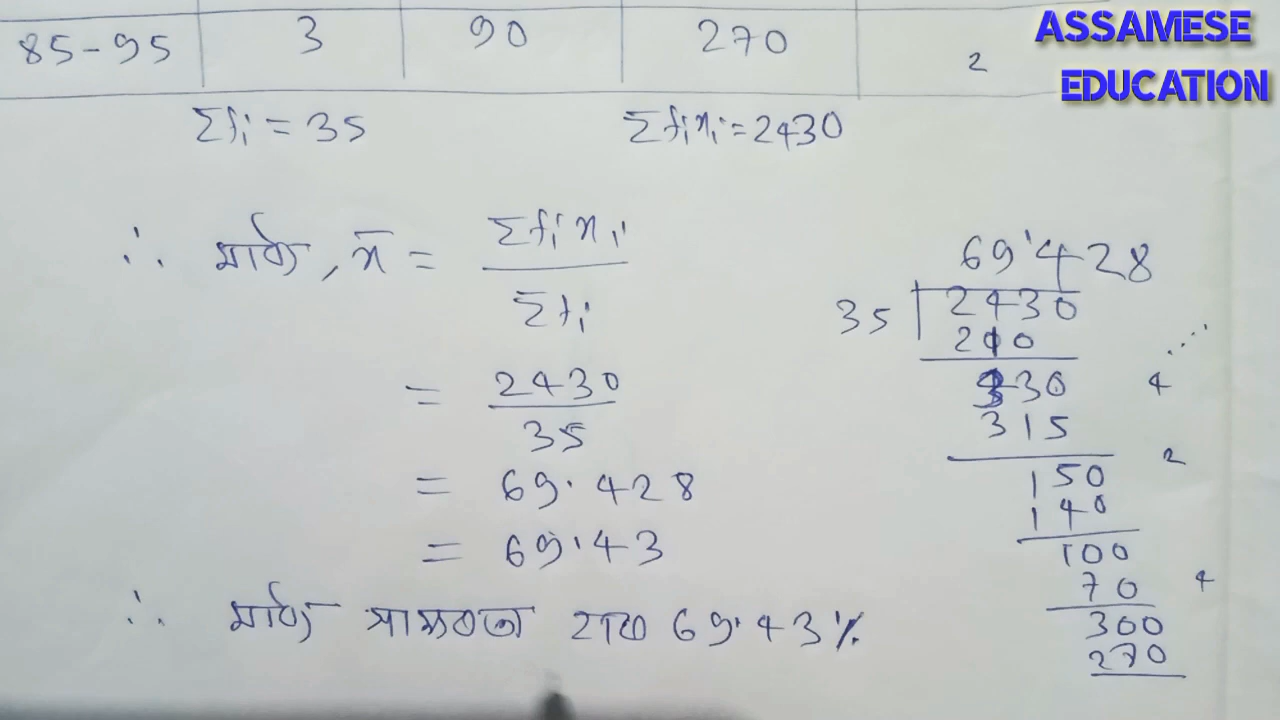 ASSAMESE
EDUCATION
85-95 3 90 270 2
Σfi = 35 Σfixi = 2430
∴ মাধ্য, x̄ = Σfixi / Σfi
= 2430 / 35
= 69.428
= 69.43
∴ মাধ্য সাক্ষৰতা হাৰ 69.43%
69.428
35 2430
210
330
315
150
140
100
70
300
270
4
2
4